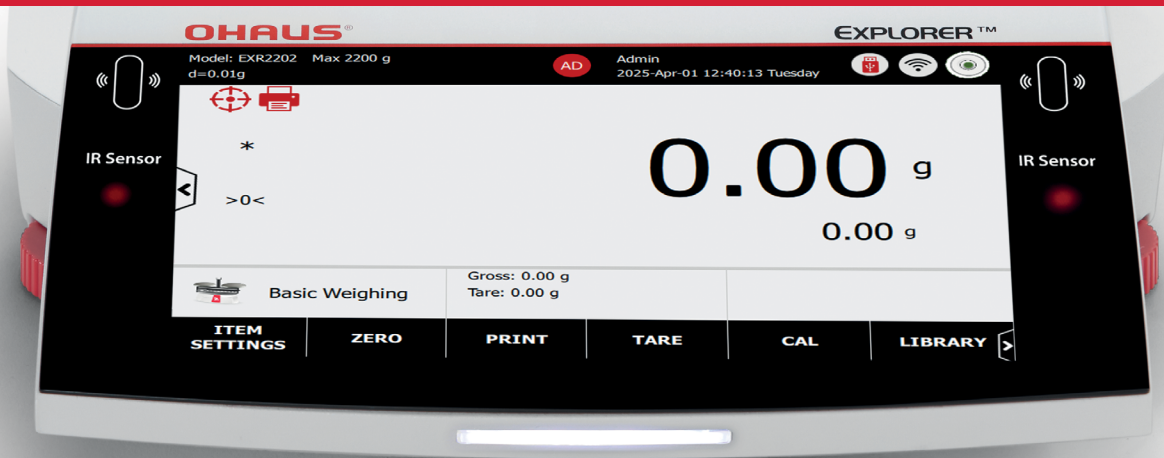 OHAUS®
EXPLORER™
Model: EXR2202 Max 2200 g
d=0.01g
AD
Admin
2025-Apr-01 12:40:13 Tuesday
IR Sensor
IR Sensor
*
0.00 g
>0<
0.00 g
Basic Weighing
Gross: 0.00 g
Tare: 0.00 g
ITEM
SETTINGS
ZERO
PRINT
TARE
CAL
LIBRARY